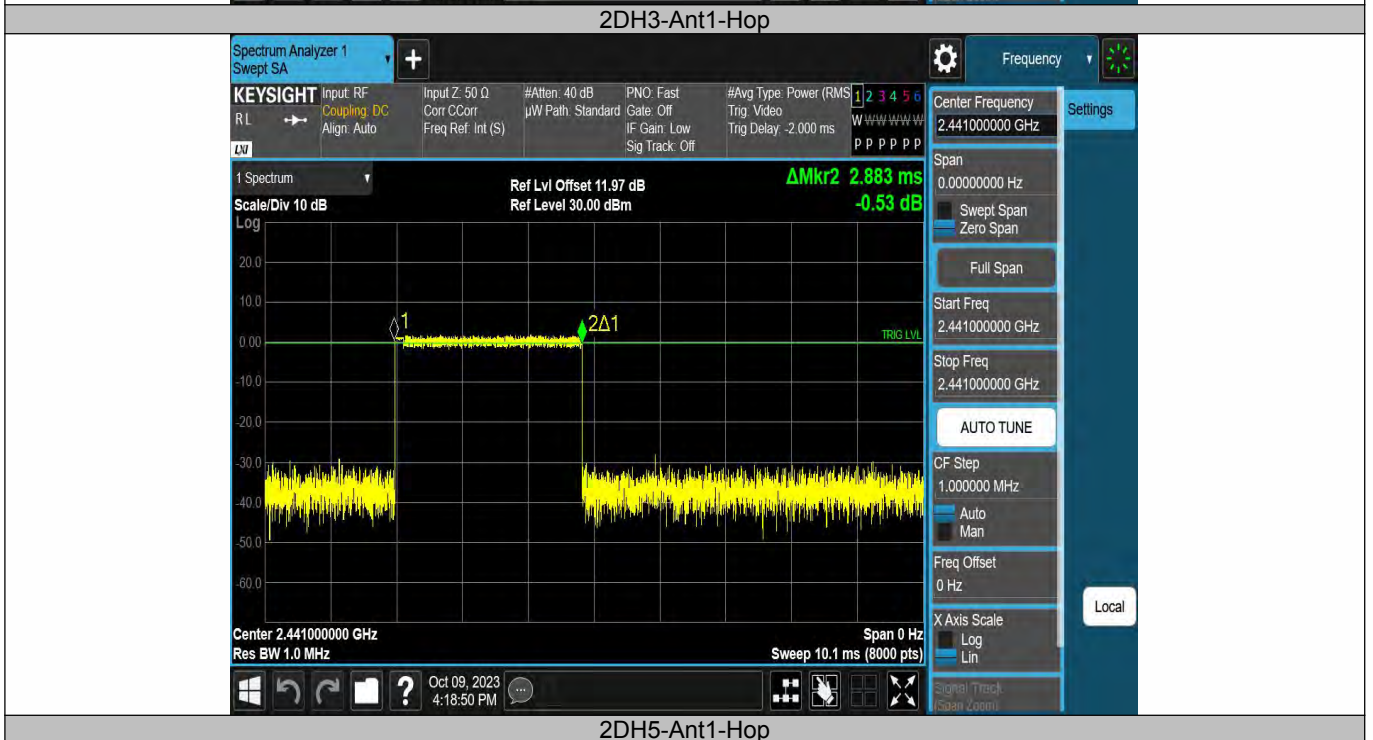 2DH3-Ant1-Hop
Spectrum Analyzer 1
Swept SA
+
Frequency
KEYSIGHT
RL
LXI
Input: RF
Coupling: DC
Align: Auto
Input Z: 50 Ω
Corr CCorr
Freq Ref: Int (S)
#Atten: 40 dB
µW Path: Standard
PNO: Fast
Gate: Off
IF Gain: Low
Sig Track: Off
#Avg Type: Power (RMS
Trig: Video
Trig Delay: -2.000 ms
1 2 3 4 5 6
W W W W W W
P P P P P P
Center Frequency
2.441000000 GHz
Settings
1 Spectrum
Scale/Div 10 dB
Log
Ref Lvl Offset 11.97 dB
Ref Level 30.00 dBm
ΔMkr2 2.883 ms
-0.53 dB
Span
0.00000000 Hz
Swept Span
Zero Span
Full Span
Start Freq
2.441000000 GHz
Stop Freq
2.441000000 GHz
AUTO TUNE
CF Step
1.000000 MHz
Auto
Man
Freq Offset
0 Hz
X Axis Scale
Log
Lin
Signal Track
(Span Zoom)
Local
20.0
10.0
0.00
-10.0
-20.0
-30.0
-40.0
-50.0
-60.0
1
2Δ1
TRIG LVL
Center 2.441000000 GHz
Res BW 1.0 MHz
Span 0 Hz
Sweep 10.1 ms (8000 pts)
?
Oct 09, 2023
4:18:50 PM
2DH5-Ant1-Hop